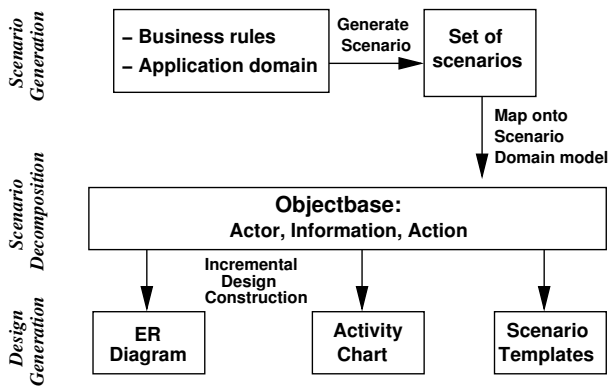 Scenario
Generation
– Business rules
– Application domain
Generate
Scenario
Set of
scenarios
Map onto
Scenario
Domain model
Scenario
Decomposition
Objectbase:
Actor, Information, Action
Incremental
Design
Construction
Design
Generation
ER
Diagram
Activity
Chart
Scenario
Templates